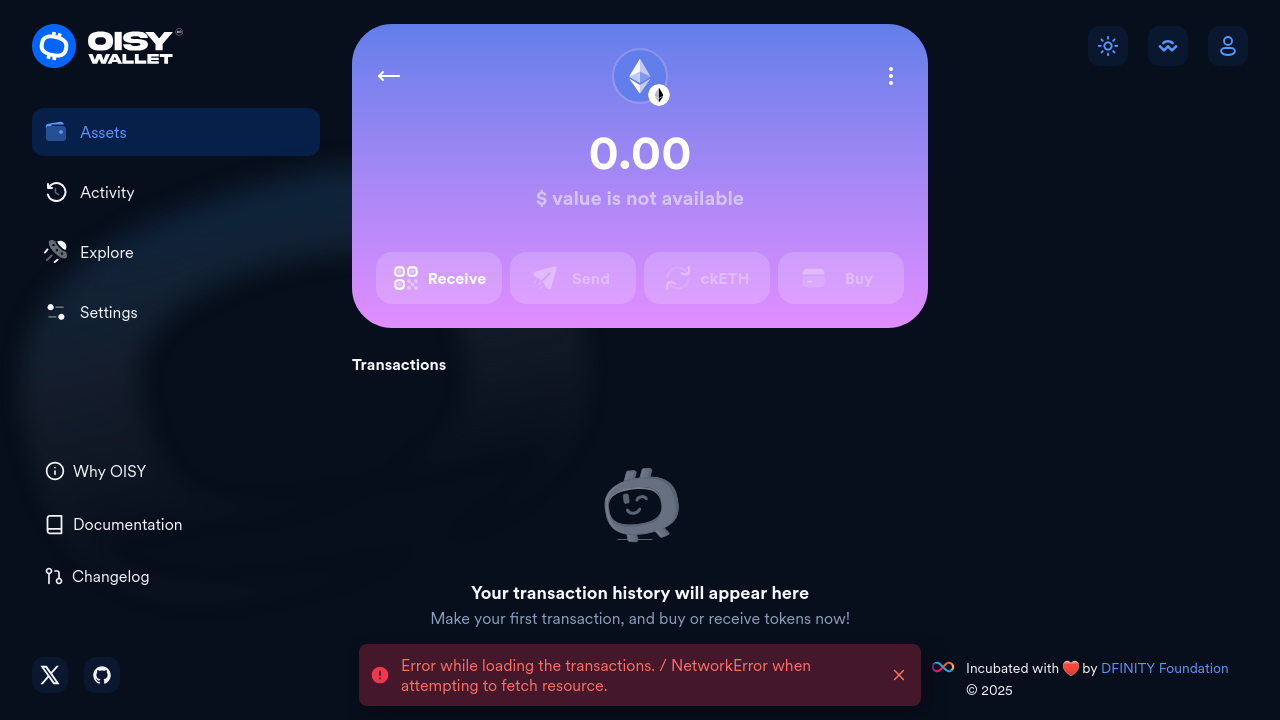 OISY
WALLET
Assets
Activity
Explore
Settings
Why OISY
Documentation
Changelog
0.00
$ value is not available
Receive
Send
ckETH
Buy
Transactions
Your transaction history will appear here
Make your first transaction, and buy or receive tokens now!
Error while loading the transactions. / NetworkError when
attempting to fetch resource.
Incubated with ❤️ by DFINITY Foundation
© 2025